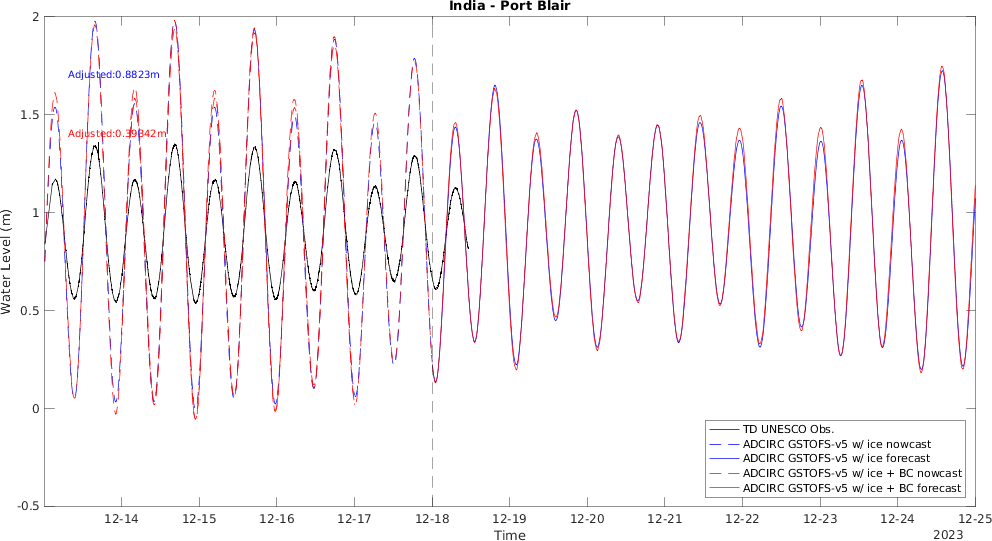 India - Port Blair
Water Level (m)
2
1.5
1
0.5
0
-0.5
Adjusted:0.8823m
Adjusted:0.39342m
TD UNESCO Obs.
ADCIRC GSTOFS-v5 w/ ice nowcast
ADCIRC GSTOFS-v5 w/ ice forecast
ADCIRC GSTOFS-v5 w/ ice + BC nowcast
ADCIRC GSTOFS-v5 w/ ice + BC forecast
12-14 12-15 12-16 12-17 12-18 12-19 12-20 12-21 12-22 12-23 12-24 12-25
Time
2023